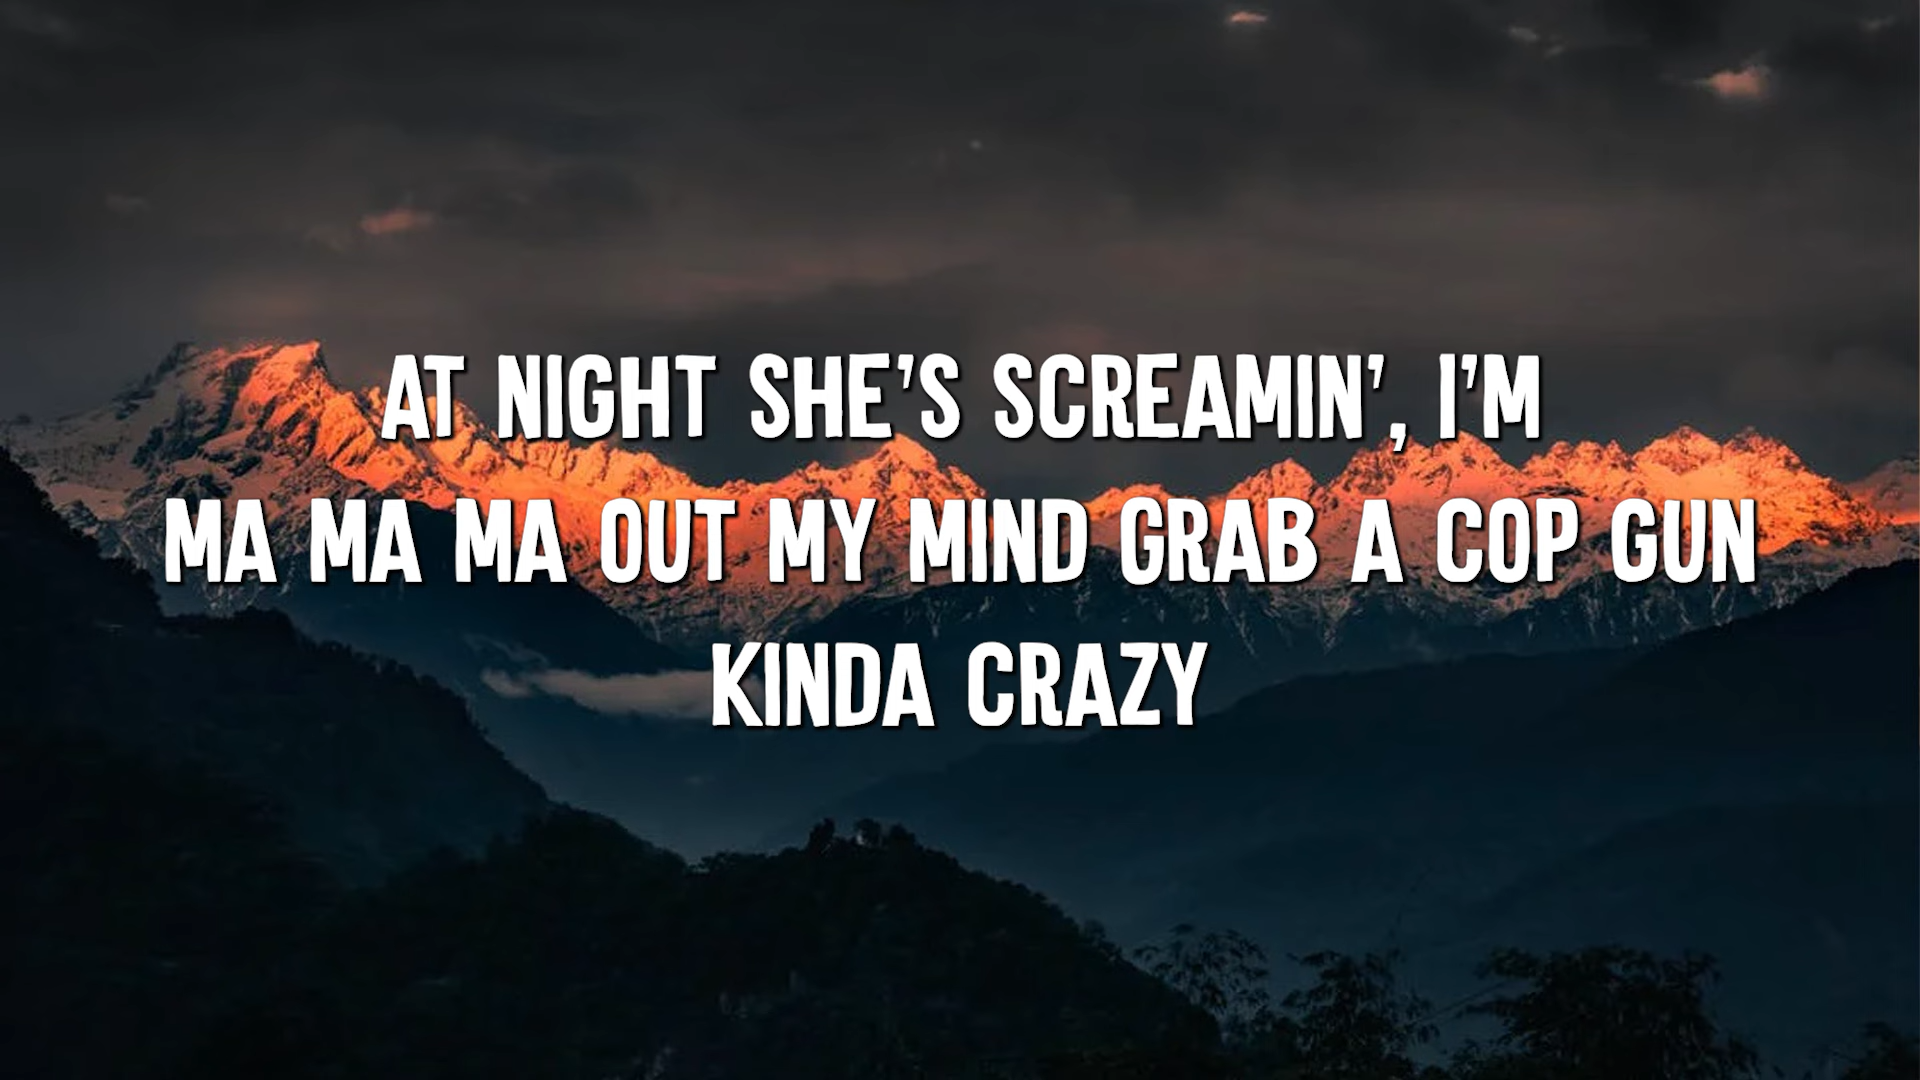 AT NIGHT SHE'S SCREAMIN', I'M
MA MA MA OUT MY MIND GRAB A COP GUN
KINDA CRAZY